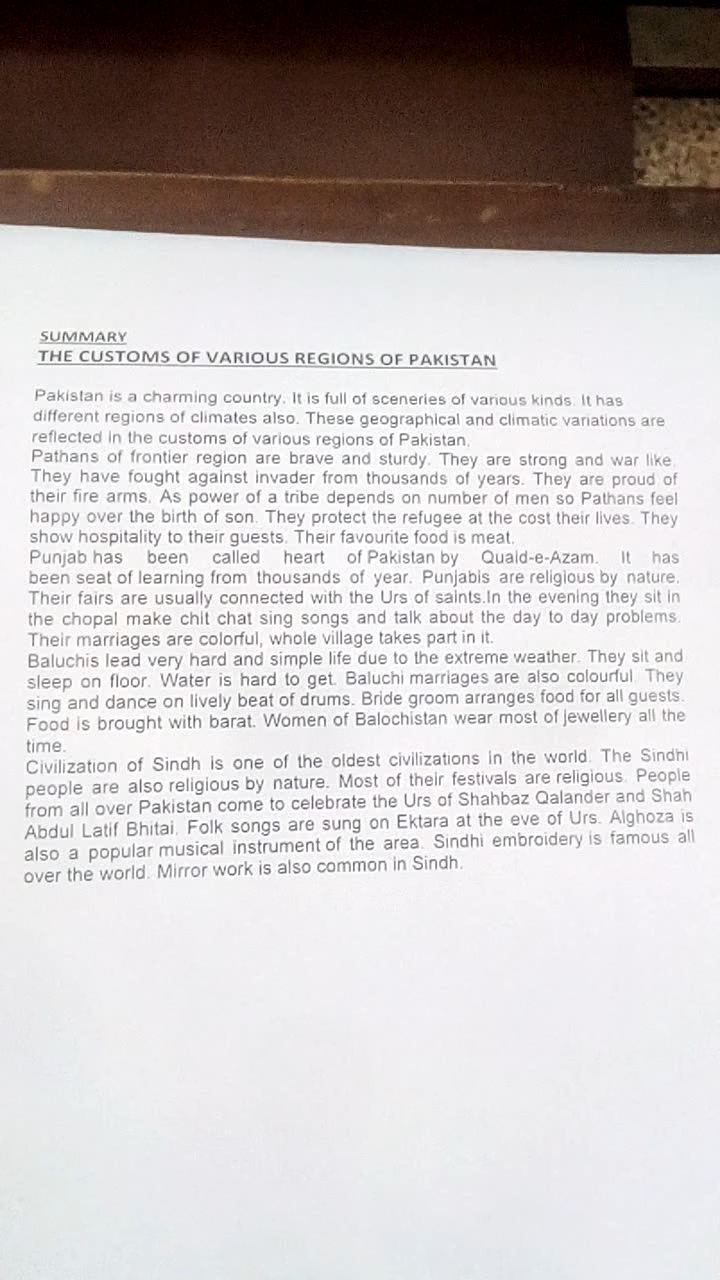 SUMMARY
THE CUSTOMS OF VARIOUS REGIONS OF PAKISTAN
Pakistan is a charming country. It is full of sceneries of various kinds. It has
different regions of climates also. These geographical and climatic variations are
reflected in the customs of various regions of Pakistan.
Pathans of frontier region are brave and sturdy. They are strong and war like.
They have fought against invader from thousands of years. They are proud of
their fire arms. As power of a tribe depends on number of men so Pathans feel
happy over the birth of son. They protect the refugee at the cost their lives. They
show hospitality to their guests. Their favourite food is meat.
Punjab has been called heart of Pakistan by Quaid-e-Azam. It has
been seat of learning from thousands of year. Punjabis are religious by nature.
Their fairs are usually connected with the Urs of saints.In the evening they sit in
the chopal make chit chat sing songs and talk about the day to day problems.
Their marriages are colorful, whole village takes part in it.
Baluchis lead very hard and simple life due to the extreme weather. They sit and
sleep on floor. Water is hard to get. Baluchi marriages are also colourful. They
sing and dance on lively beat of drums. Bride groom arranges food for all guests.
Food is brought with barat. Women of Balochistan wear most of jewellery all the
time.
Civilization of Sindh is one of the oldest civilizations in the world. The Sindhi
people are also religious by nature. Most of their festivals are religious. People
from all over Pakistan come to celebrate the Urs of Shahbaz Qalander and Shah
Abdul Latif Bhitai. Folk songs are sung on Ektara at the eve of Urs. Alghoza is
also a popular musical instrument of the area. Sindhi embroidery is famous all
over the world. Mirror work is also common in Sindh.